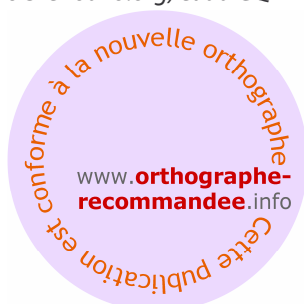 Cette publication est conforme à la nouvelle orthographe
www.orthographe-
recommandee.info